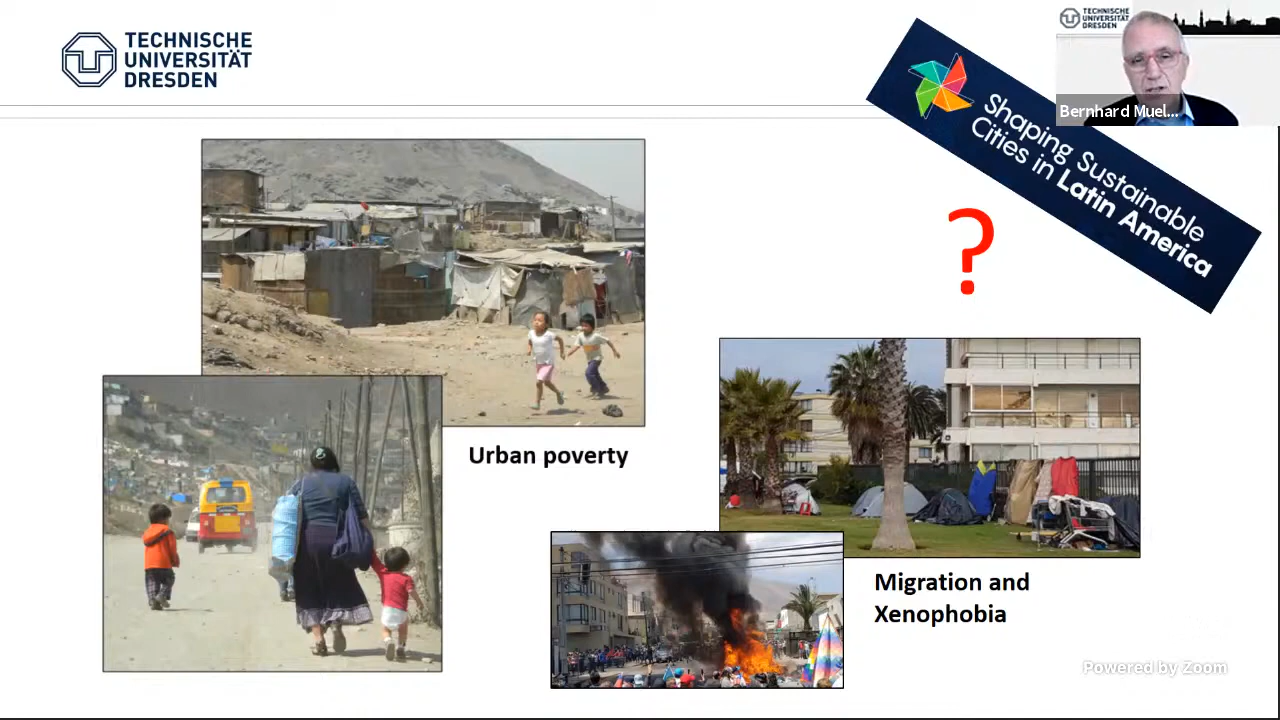 TECHNISCHE
UNIVERSITÄT
DRESDEN
TECHNISCHE
UNIVERSITÄT
DRESDEN
Bernhard Muel...
Shaping Sustainable
Cities in Latin America
?
Urban poverty
Migration and
Xenophobia
Powered by Zoom